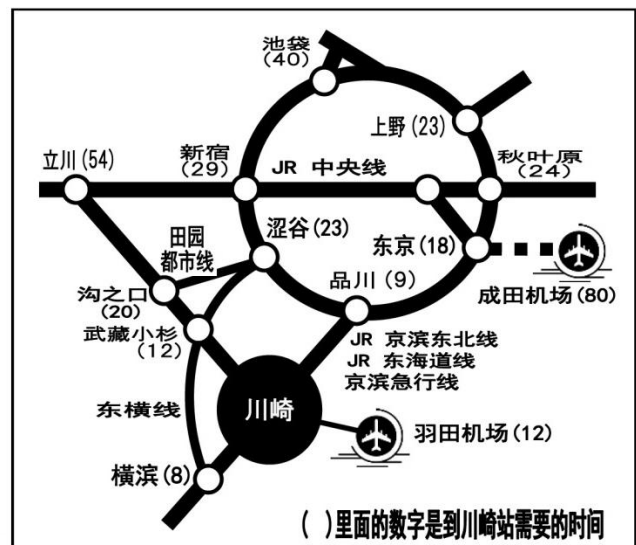 池袋
(40)
上野(23)
立川(54)
新宿
(29)
JR 中央线
秋叶原
(24)
田园
都市线
涩谷(23)
东京(18)
品川(9)
成田机场(80)
沟之口
(20)
武藏小杉
(12)
JR 京滨东北线
JR 东海道线
京滨急行线
东横线
川崎
羽田机场(12)
横滨(8)
( )里面的数字是到川崎站需要的时间